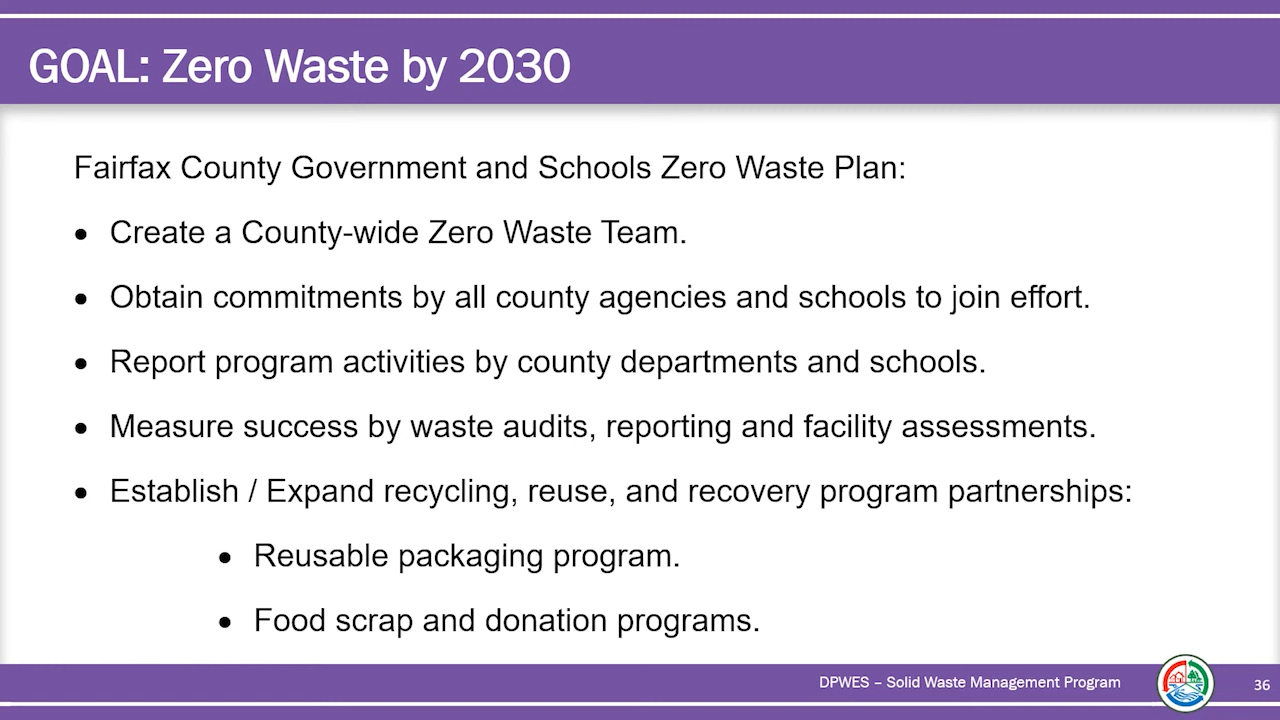 GOAL: Zero Waste by 2030
Fairfax County Government and Schools Zero Waste Plan:
• Create a County-wide Zero Waste Team.
• Obtain commitments by all county agencies and schools to join effort.
• Report program activities by county departments and schools.
• Measure success by waste audits, reporting and facility assessments.
• Establish / Expand recycling, reuse, and recovery program partnerships:
• Reusable packaging program.
• Food scrap and donation programs.
DPWES – Solid Waste Management Program
36